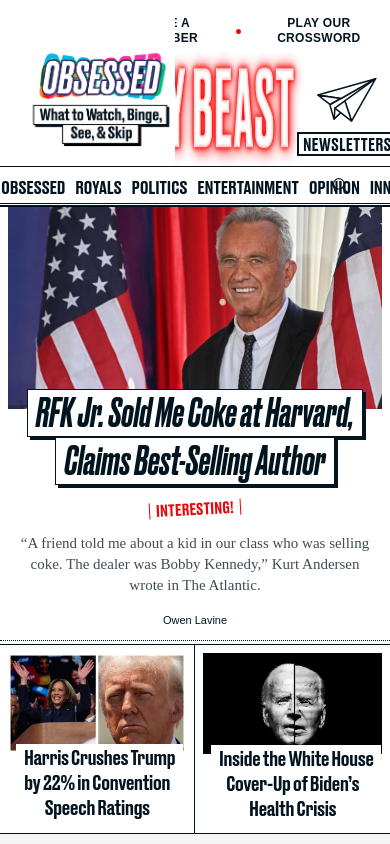 E A
BER
PLAY OUR
CROSSWORD
OBSESSED
What to Watch, Binge,
See, & Skip
Y BEAST
NEWSLETTERS
OBSESSED ROYALS POLITICS ENTERTAINMENT OPINION INN
RFK Jr. Sold Me Coke at Harvard,
Claims Best-Selling Author
INTERESTING!
“A friend told me about a kid in our class who was selling
coke. The dealer was Bobby Kennedy,” Kurt Andersen
wrote in The Atlantic.
Owen Lavine
Harris Crushes Trump
by 22% in Convention
Speech Ratings
Inside the White House
Cover-Up of Biden’s
Health Crisis